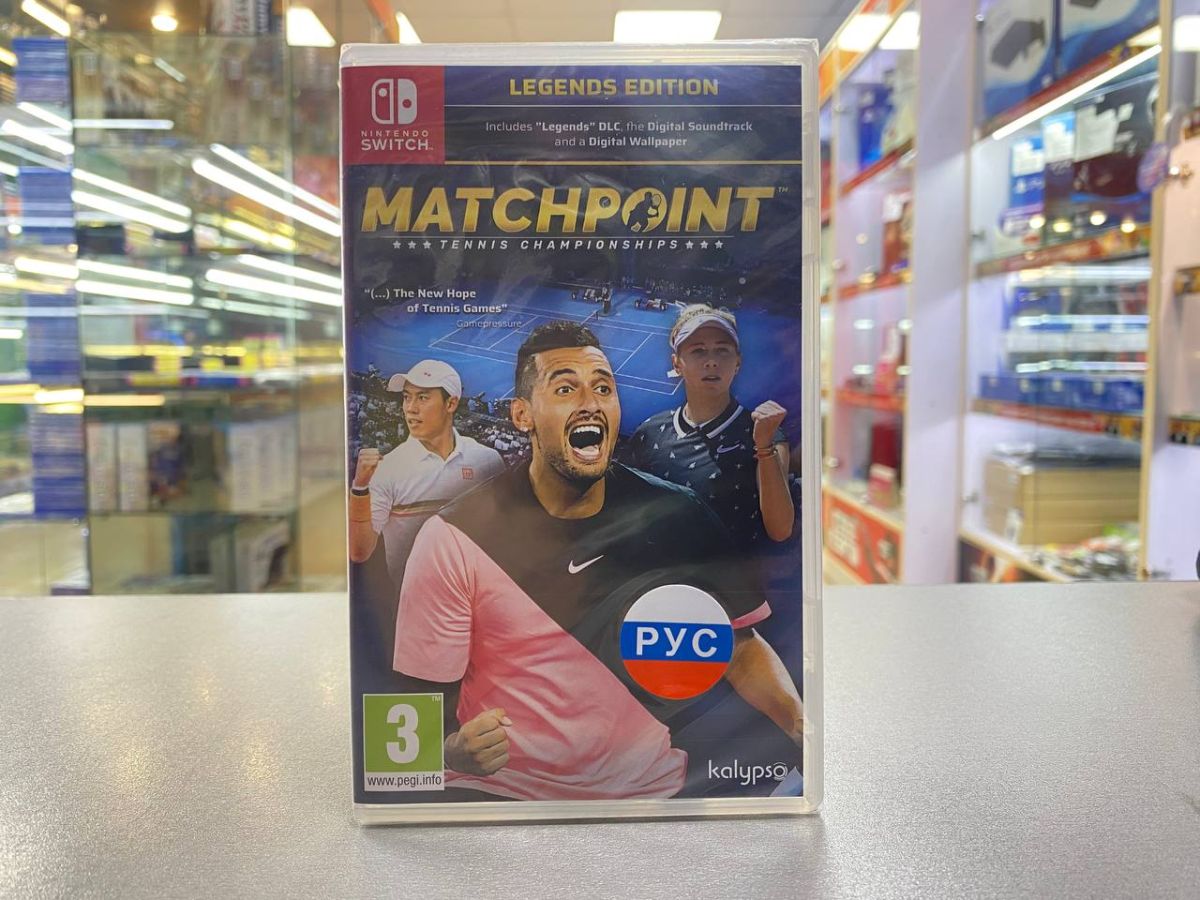 LEGENDS EDITION
NINTENDO
SWITCH
Includes "Legends" DLC, the Digital Soundtrack
and a Digital Wallpaper
MATCHPOINT™
TENNIS CHAMPIONSHIPS
"(...) The New Hope
of Tennis Games"
Gamepressure
РУС
3
www.pegi.info
kalypso